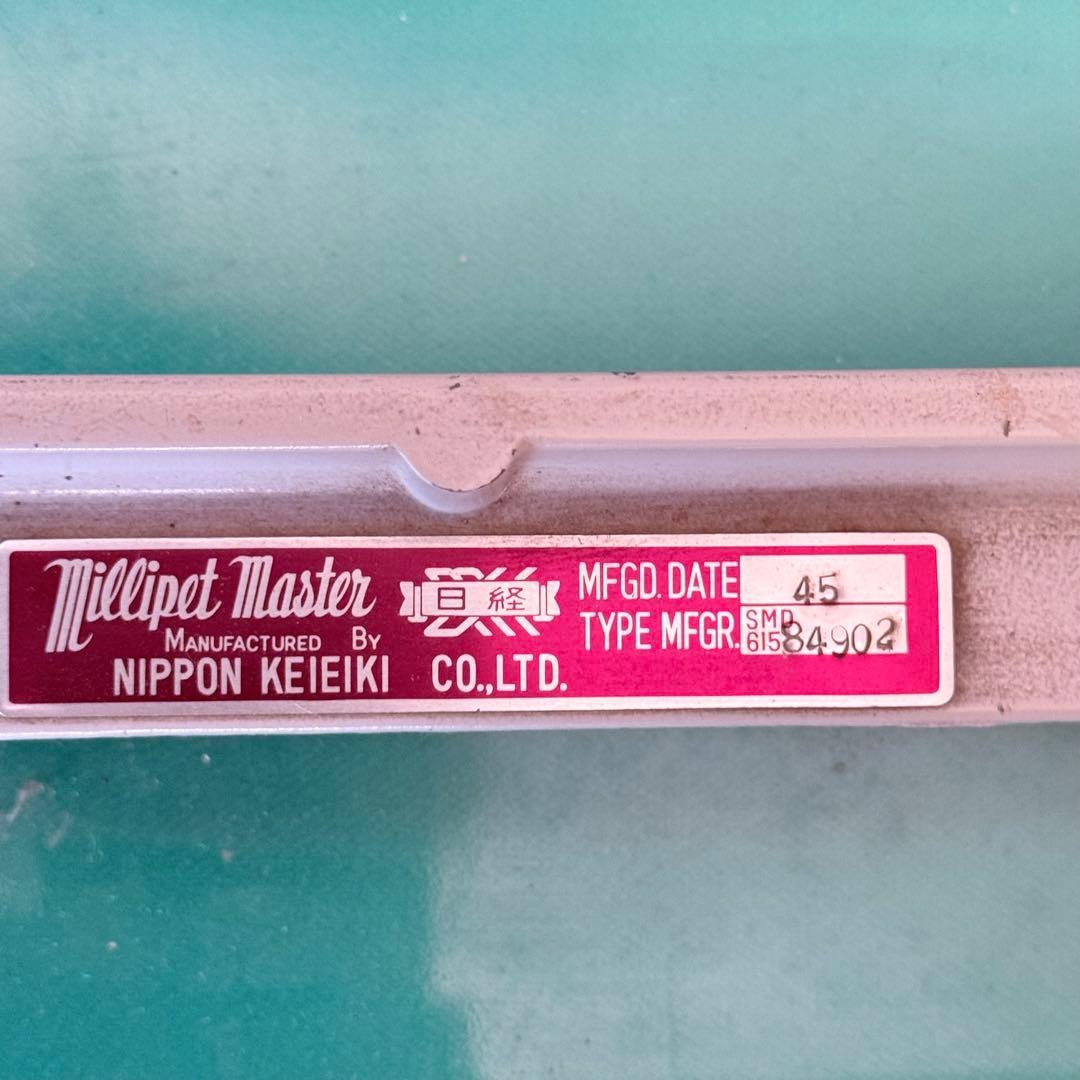 Millipet Master
MANUFACTURED BY
NIPPON KEIEIKI CO.,LTD.
日経
MFGD. DATE 45
TYPE MFGR. SMD 615 84902